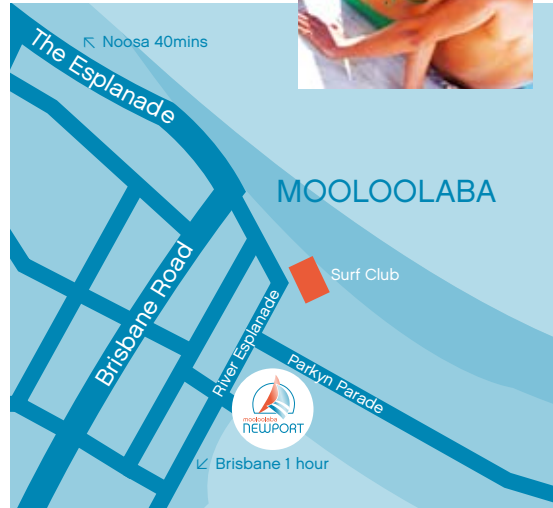 Noosa 40mins
The Esplanade
MOOLOOLABA
Surf Club
Brisbane Road
River Esplanade
Parkyn Parade
mooloolaba
NEWPORT
Brisbane 1 hour